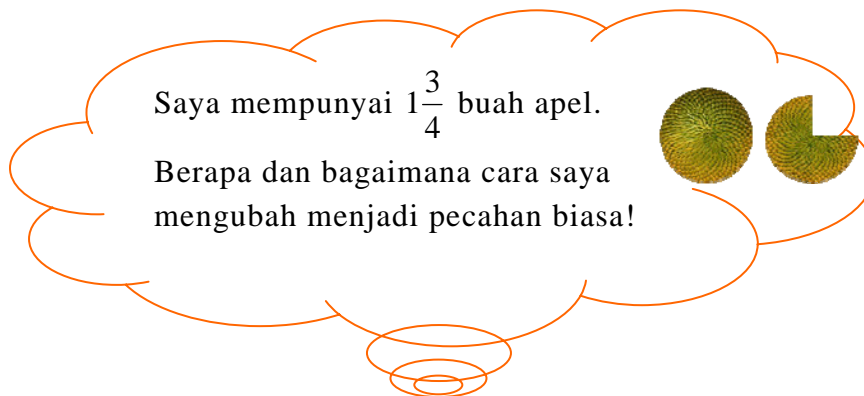 Saya mempunyai 1 3/4 buah apel.
Berapa dan bagaimana cara saya
mengubah menjadi pecahan biasa!